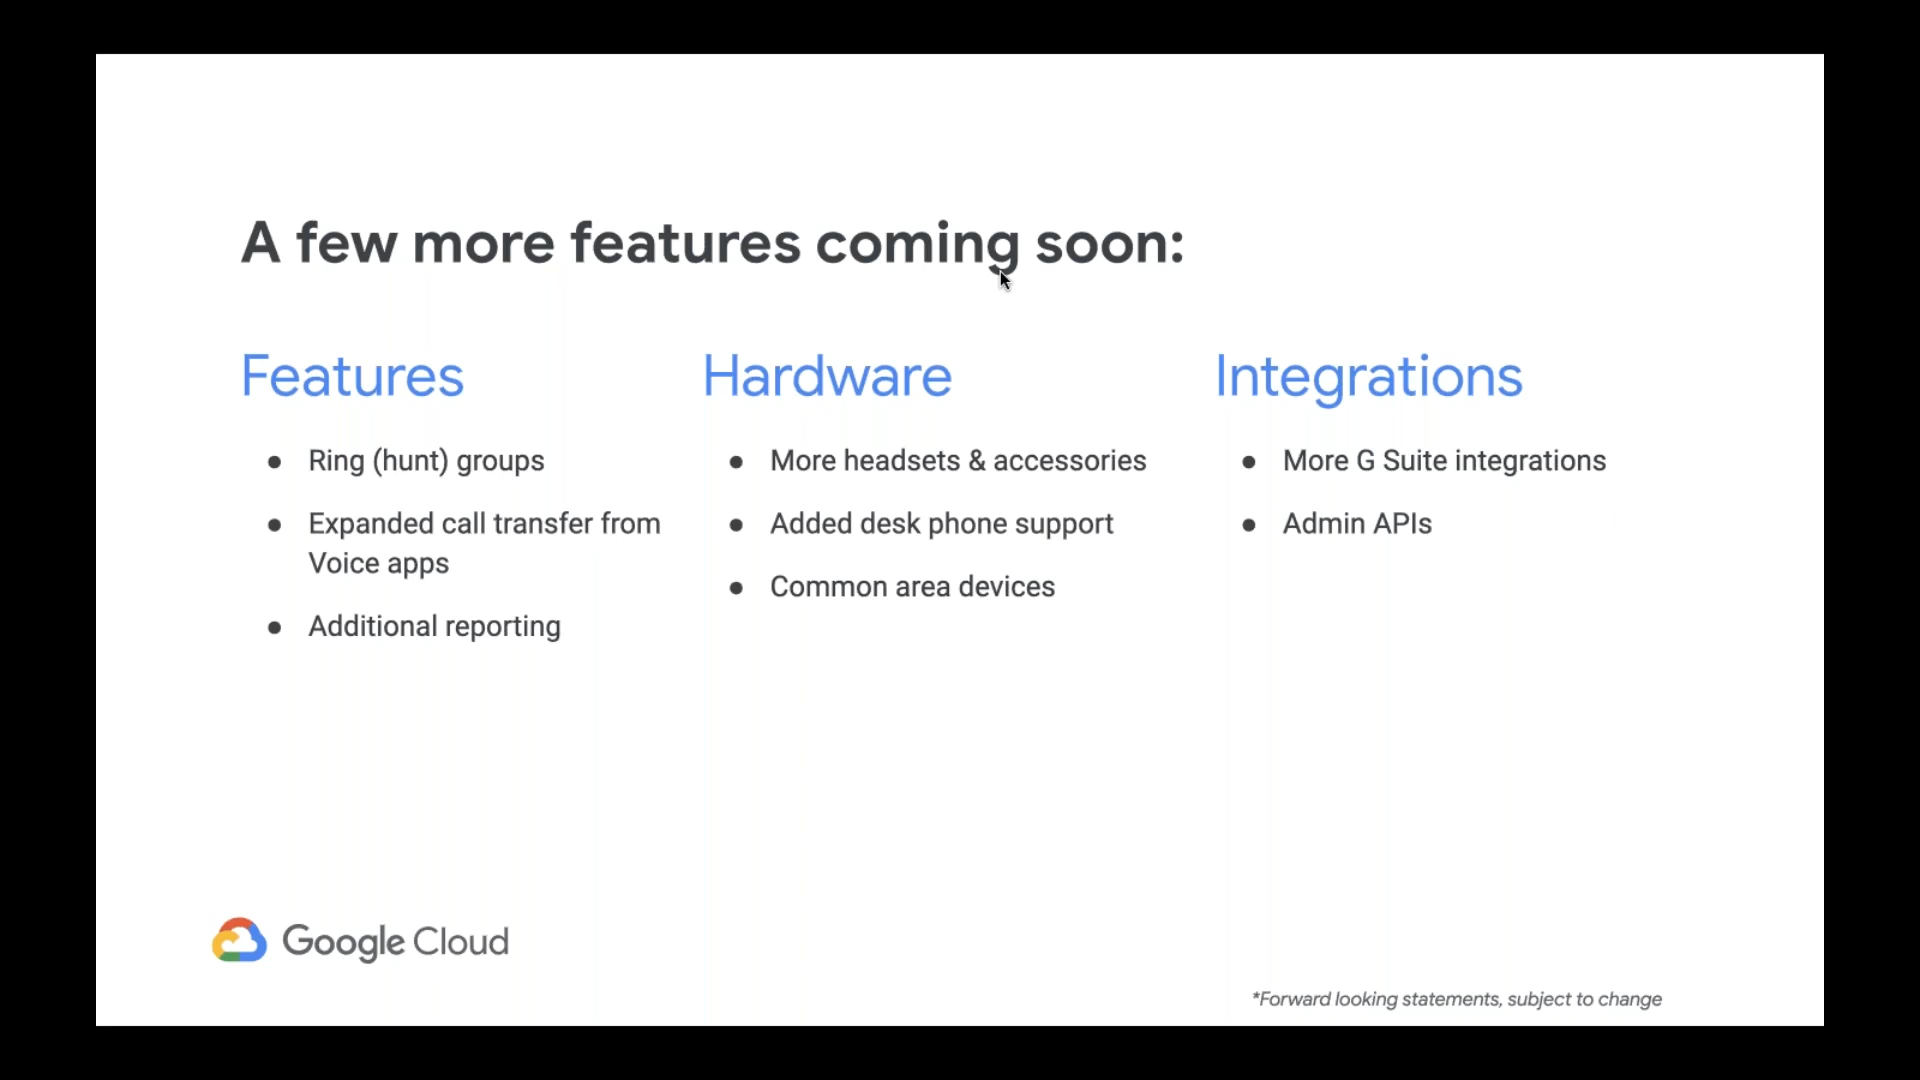 A few more features coming soon:
Features
Ring (hunt) groups
Expanded call transfer from
Voice apps
Additional reporting
Hardware
More headsets & accessories
Added desk phone support
Common area devices
Integrations
More G Suite integrations
Admin APIs
Google Cloud
*Forward looking statements, subject to change